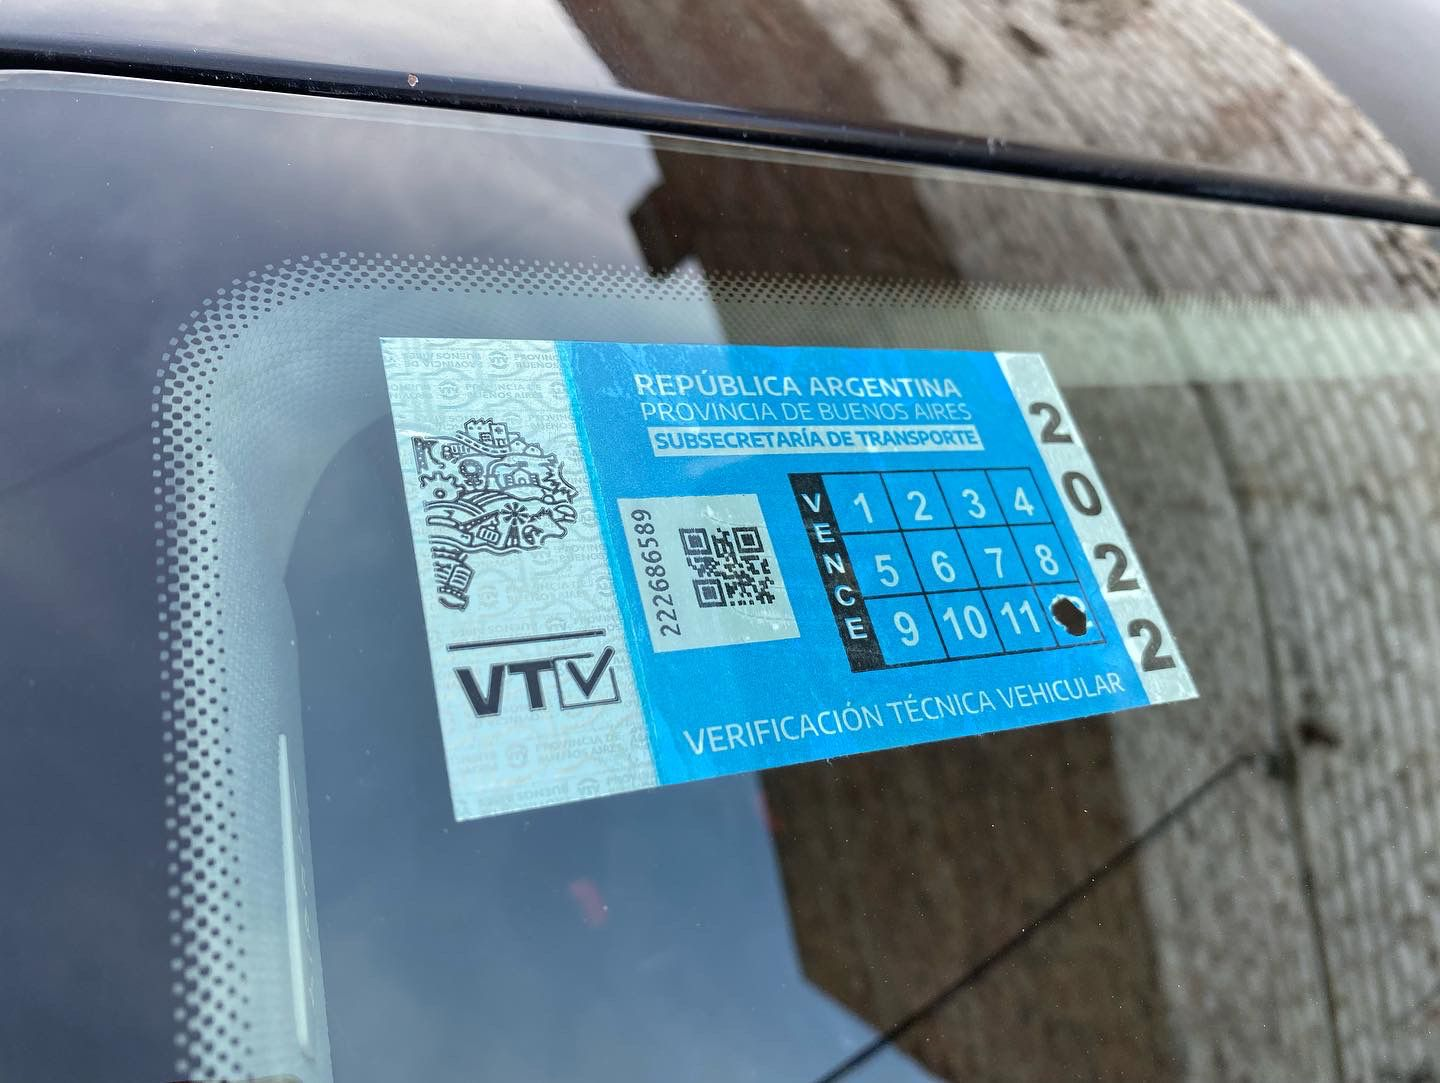 REPÚBLICA ARGENTINA
PROVINCIA DE BUENOS AIRES
SUBSECRETARÍA DE TRANSPORTE
222686589
VENCE
1 2 3 4
5 6 7 8
9 10 11
2022
VTV
VERIFICACIÓN TÉCNICA VEHICULAR